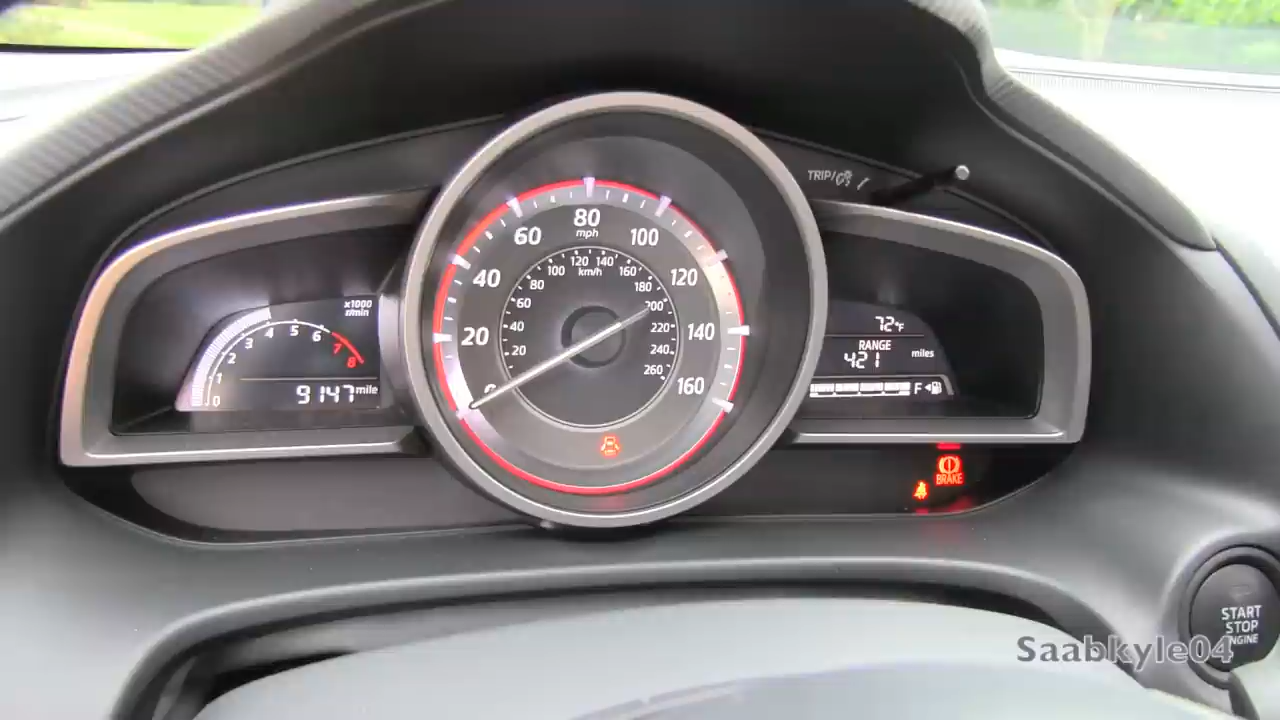 TRIP/
80
mph
60
100
40
120
20
140
0
160
120 140
km/h
100
160
80
180
60
200
40
220
20
240
260
x1000
r/min
0 1 2 3 4 5 6 7 8
9147 mile
72°F
RANGE
421 miles
F
BRAKE
START
STOP
ENGINE
Saabkyle04